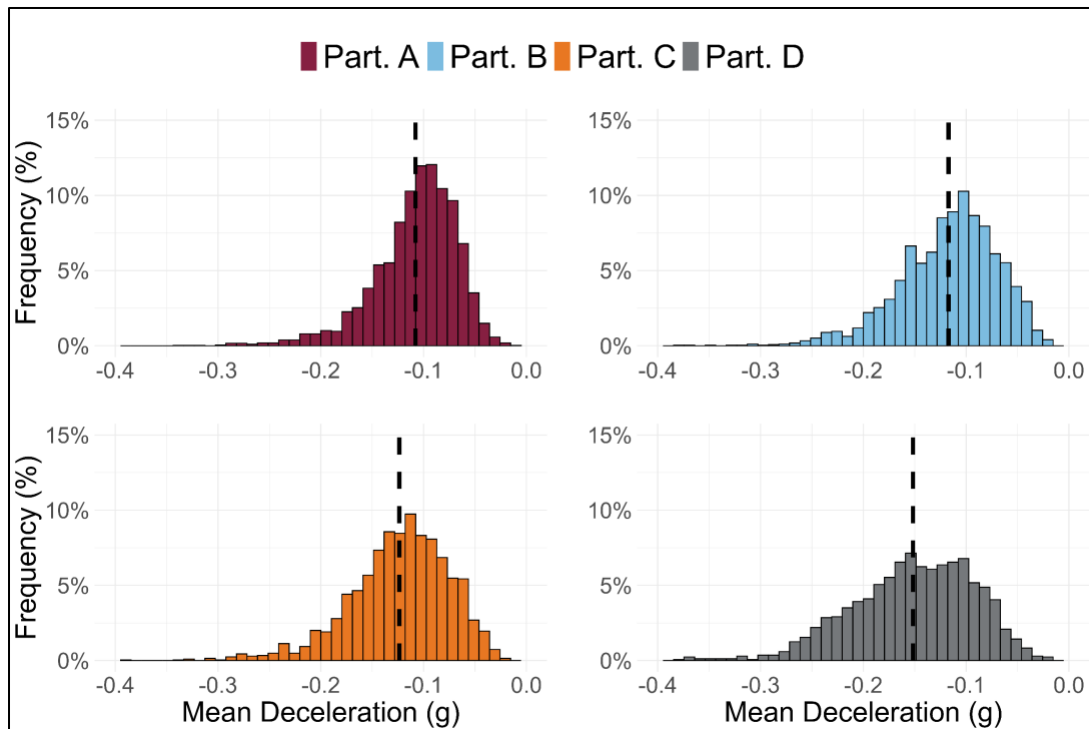 Part. A Part. B Part. C Part. D
Frequency (%)
15%
10%
5%
0%
-0.4 -0.3 -0.2 -0.1 0.0
15%
10%
5%
0%
-0.4 -0.3 -0.2 -0.1 0.0
Frequency (%)
15%
10%
5%
0%
-0.4 -0.3 -0.2 -0.1 0.0
Mean Deceleration (g)
15%
10%
5%
0%
-0.4 -0.3 -0.2 -0.1 0.0
Mean Deceleration (g)